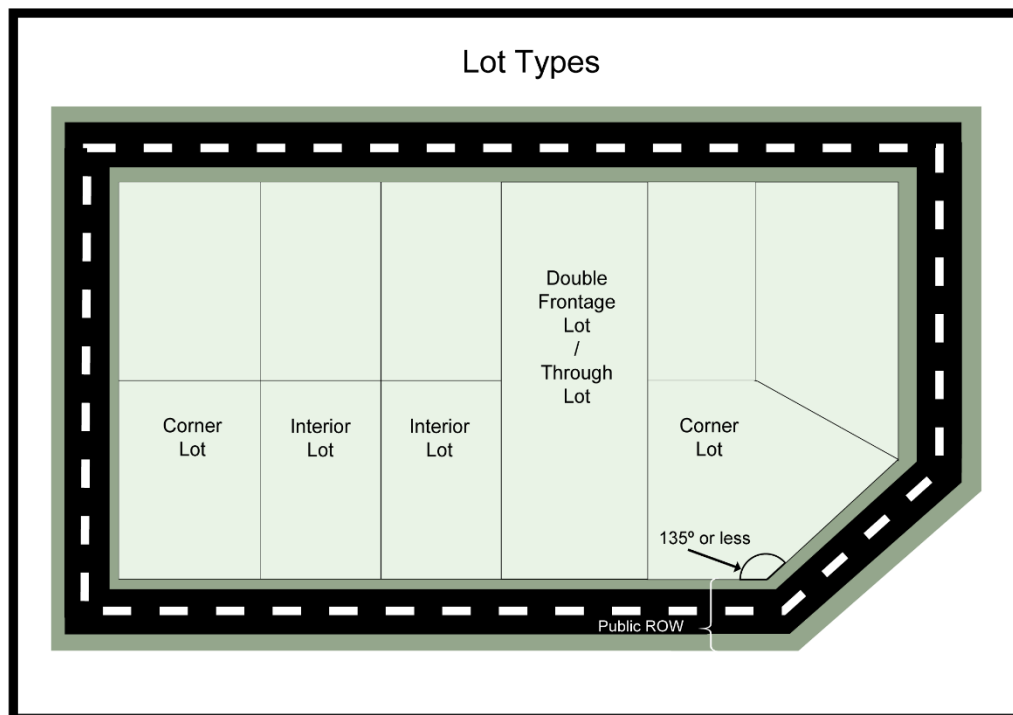 Lot Types
Double
Frontage
Lot
/
Through
Lot
Corner
Lot
Interior
Lot
Interior
Lot
Corner
Lot
135º or less
Public ROW